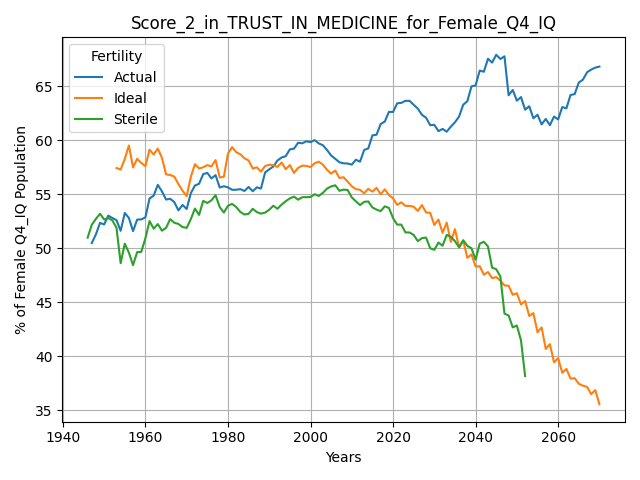 Score_2_in_TRUST_IN_MEDICINE_for_Female_Q4_IQ
% of Female Q4_IQ Population
Fertility
Actual
Ideal
Sterile
65
60
55
50
45
40
35
1940 1960 1980 2000 2020 2040 2060
Years